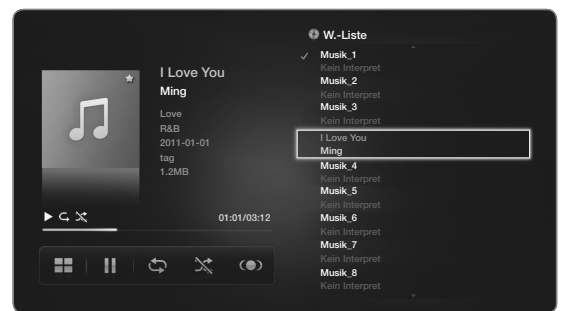 I Love You
Ming
Love
R&B
2011-01-01
tag
1.2MB
01:01/03:12
W.-Liste
Musik_1
Kein Interpret
Musik_2
Kein Interpret
Musik_3
Kein Interpret
I Love You
Ming
Musik_4
Kein Interpret
Musik_5
Kein Interpret
Musik_6
Kein Interpret
Musik_7
Kein Interpret
Musik_8
Kein Interpret